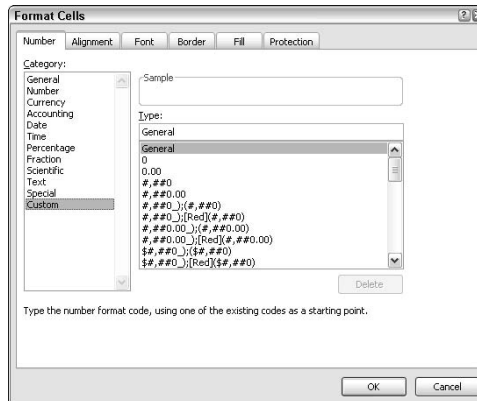 Format Cells
Number Alignment Font Border Fill Protection
Category:
General
Number
Currency
Accounting
Date
Time
Percentage
Fraction
Scientific
Text
Special
Custom
Sample
Type:
General
General
0
0.00
#,##0
#,##0.00
#,##0_);(#,##0)
#,##0_);[Red](#,##0)
#,##0.00_);(#,##0.00)
#,##0.00_);[Red](#,##0.00)
$#,##0_);($#,##0)
$#,##0_);[Red]($#,##0)
Delete
Type the number format code, using one of the existing codes as a starting point.
OK Cancel